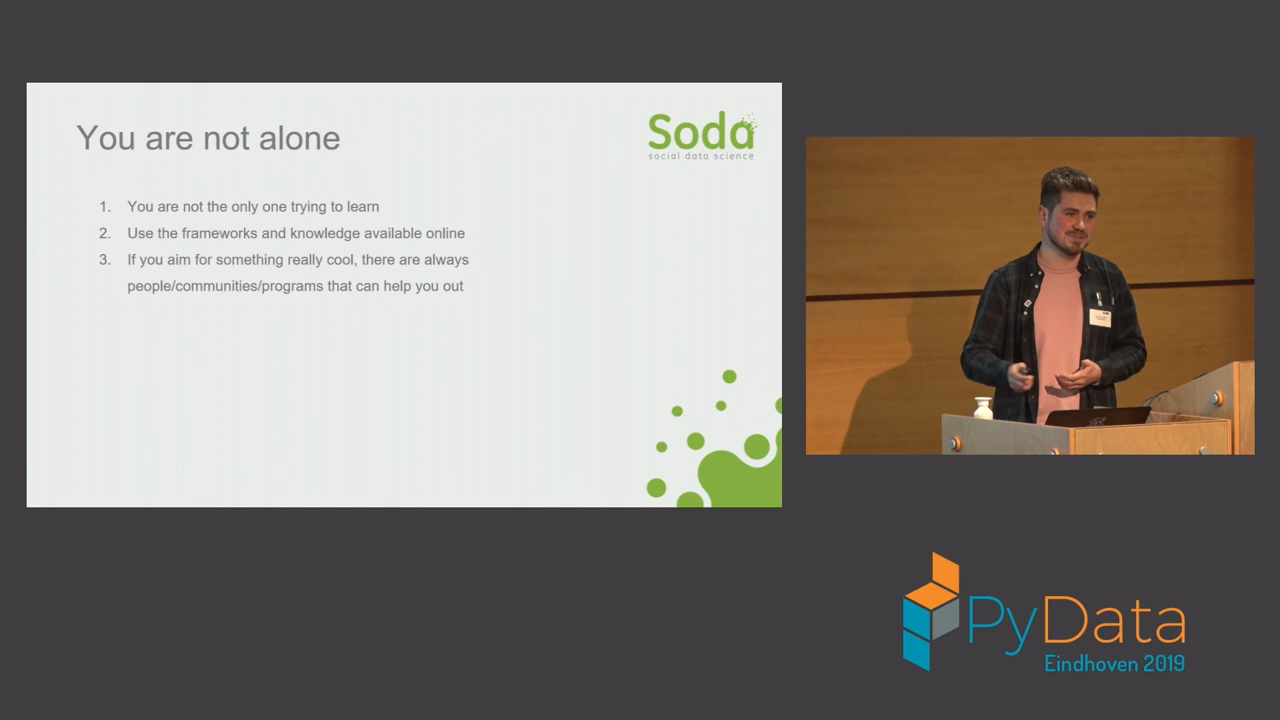 You are not alone
Soda
social data science
1. You are not the only one trying to learn
2. Use the frameworks and knowledge available online
3. If you aim for something really cool, there are always
people/communities/programs that can help you out
PyData
Eindhoven 2019